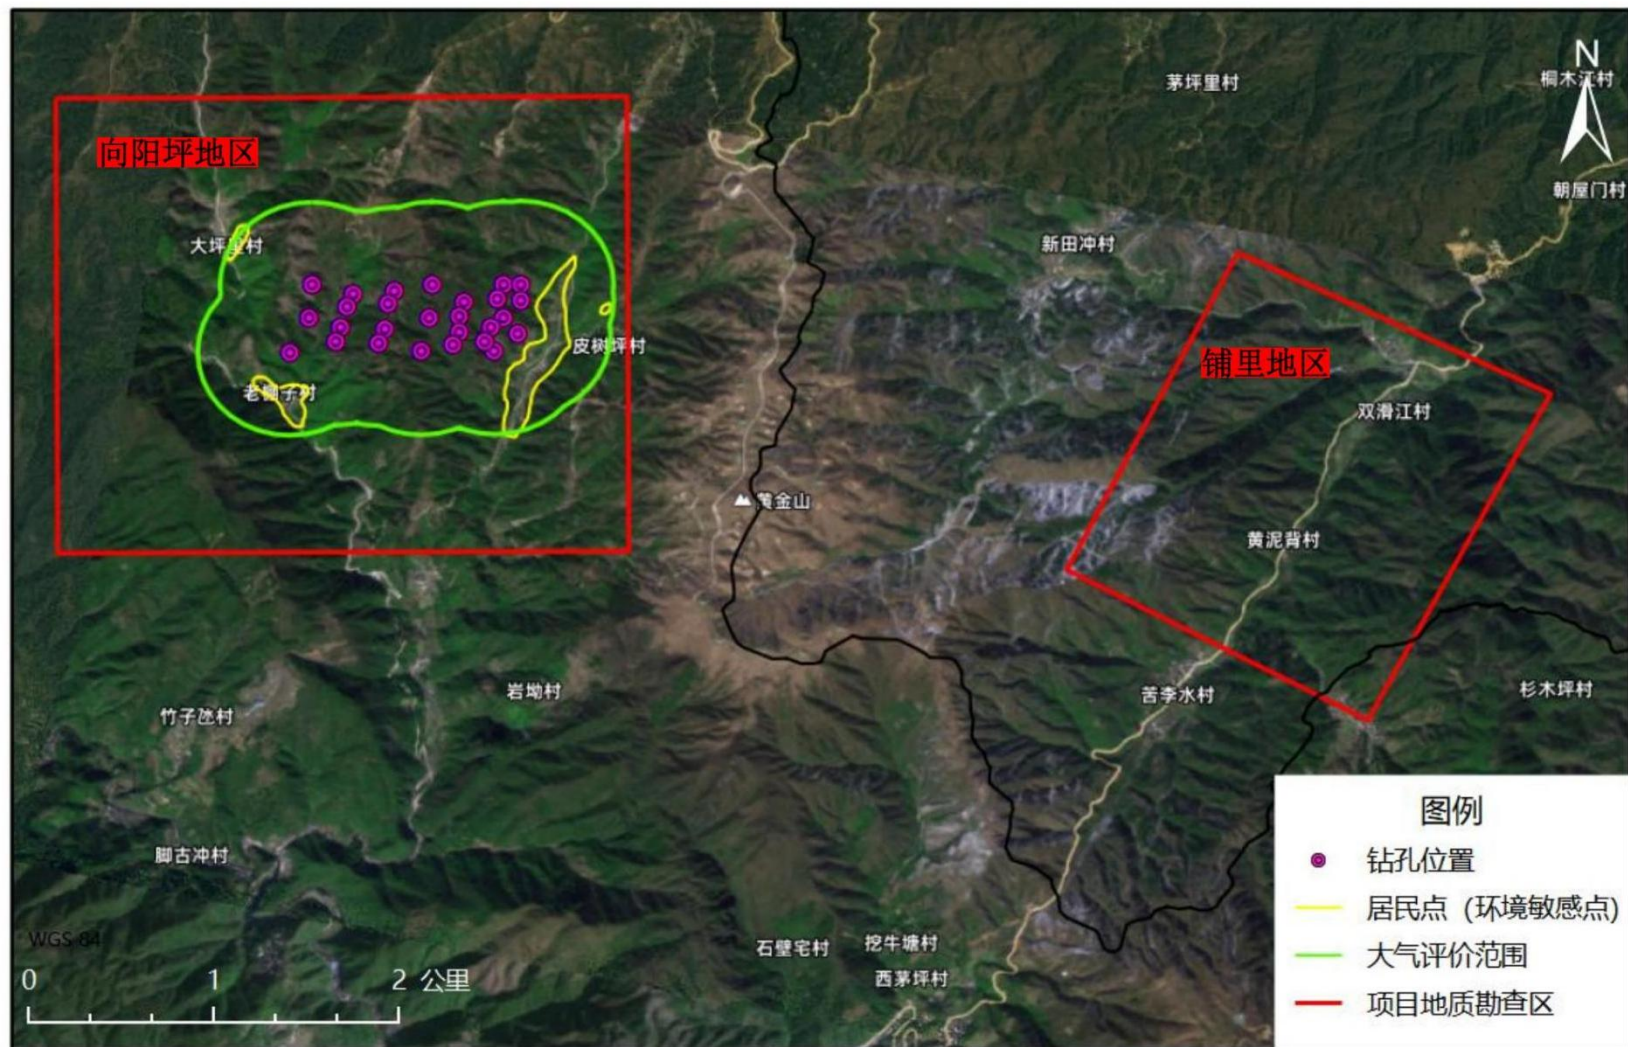 N
茅坪里村
桐木江村
向阳坪地区
朝屋门村
大坪里村
新田冲村
皮树坪村
铺里地区
老棚子村
双滑江村
黄金山
黄泥背村
岩坳村
苦李水村
杉木坪村
竹子氹村
脚古冲村
石壁宅村
挖牛塘村
西茅坪村
WGS 84
0 1 2 公里
图例
钻孔位置
居民点（环境敏感点）
大气评价范围
项目地质勘查区